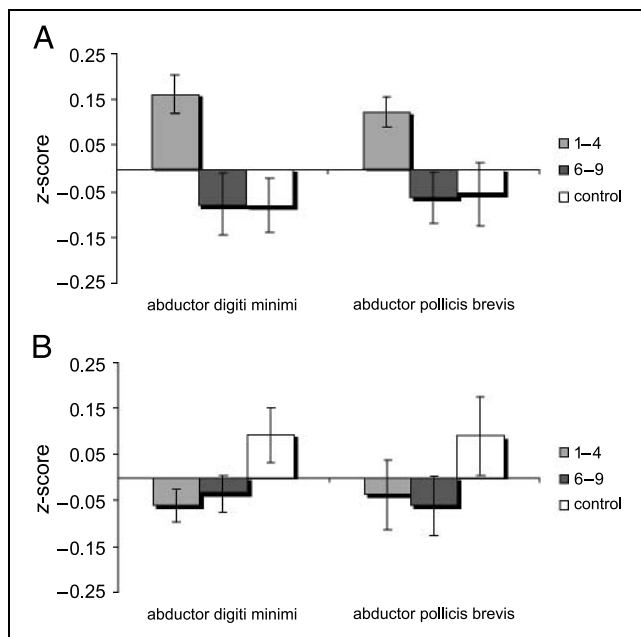 A
0.25
0.15
0.05
−0.05
−0.15
−0.25
z-score
abductor digiti minimi
abductor pollicis brevis
1–4
6–9
control
B
0.25
0.15
0.05
−0.05
−0.15
−0.25
z-score
abductor digiti minimi
abductor pollicis brevis
1–4
6–9
control